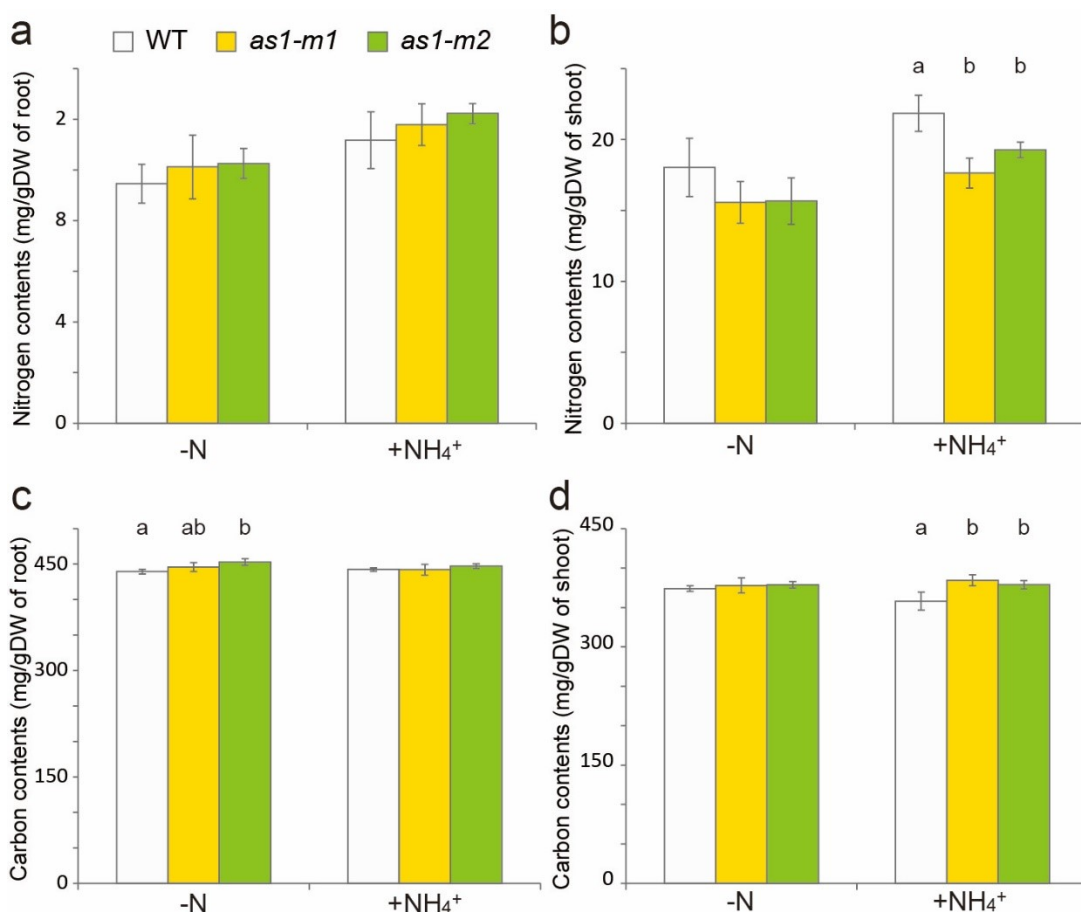 a
WT as1-m1 as1-m2
Nitrogen contents (mg/gDW of root)
2
8
4
0
-N +NH₄⁺
b
Nitrogen contents (mg/gDW of shoot)
a b b
20
10
0
-N +NH₄⁺
c
Carbon contents (mg/gDW of root)
a ab b
450
300
150
0
-N +NH₄⁺
d
Carbon contents (mg/gDW of shoot)
a b b
450
300
150
0
-N +NH₄⁺